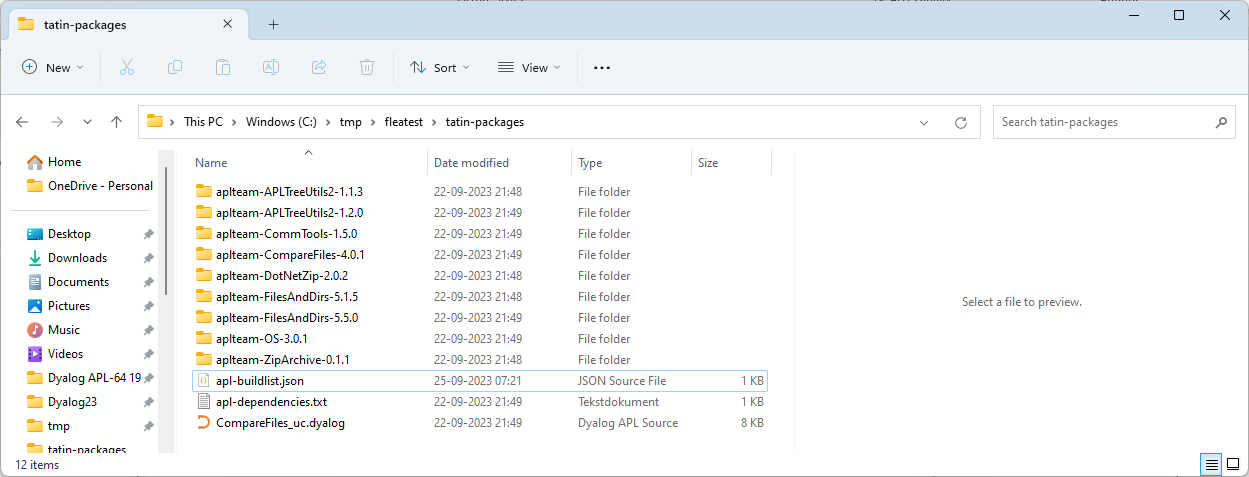 tatin-packages
New
Sort
View
This PC > Windows (C:) > tmp > fleatest > tatin-packages
Search tatin-packages
Home
OneDrive - Personal
Desktop
Downloads
Documents
Pictures
Music
Videos
Dyalog APL-64 19
Dyalog23
tmp
tatin-packages
Name Date modified Type Size
aplteam-APLTreeUtils2-1.1.3 22-09-2023 21:48 File folder
aplteam-APLTreeUtils2-1.2.0 22-09-2023 21:49 File folder
aplteam-CommTools-1.5.0 22-09-2023 21:49 File folder
aplteam-CompareFiles-4.0.1 22-09-2023 21:49 File folder
aplteam-DotNetZip-2.0.2 22-09-2023 21:48 File folder
aplteam-FilesAndDirs-5.1.5 22-09-2023 21:48 File folder
aplteam-FilesAndDirs-5.5.0 22-09-2023 21:49 File folder
aplteam-OS-3.0.1 22-09-2023 21:49 File folder
aplteam-ZipArchive-0.1.1 22-09-2023 21:48 File folder
apl-buildlist.json 25-09-2023 07:21 JSON Source File 1 KB
apl-dependencies.txt 22-09-2023 21:49 Tekstdokument 1 KB
CompareFiles_uc.dyalog 22-09-2023 21:49 Dyalog APL Source 8 KB
Select a file to preview.
12 items